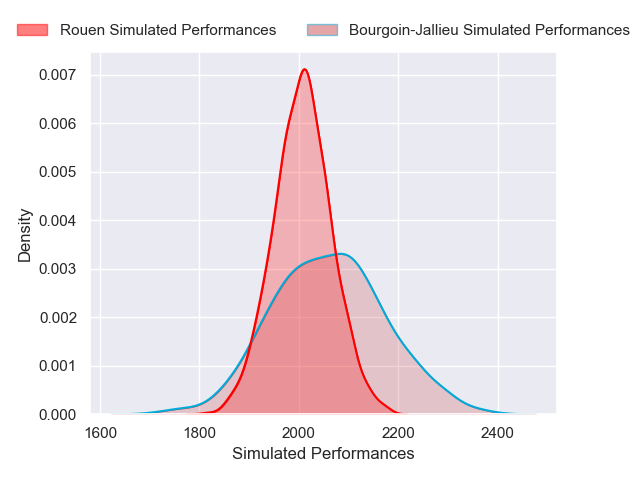 Rouen Simulated Performances Bourgoin-Jallieu Simulated Performances
0.007
0.006
0.005
0.004
0.003
0.002
0.001
0.000
Density
1600 1800 2000 2200 2400
Simulated Performances